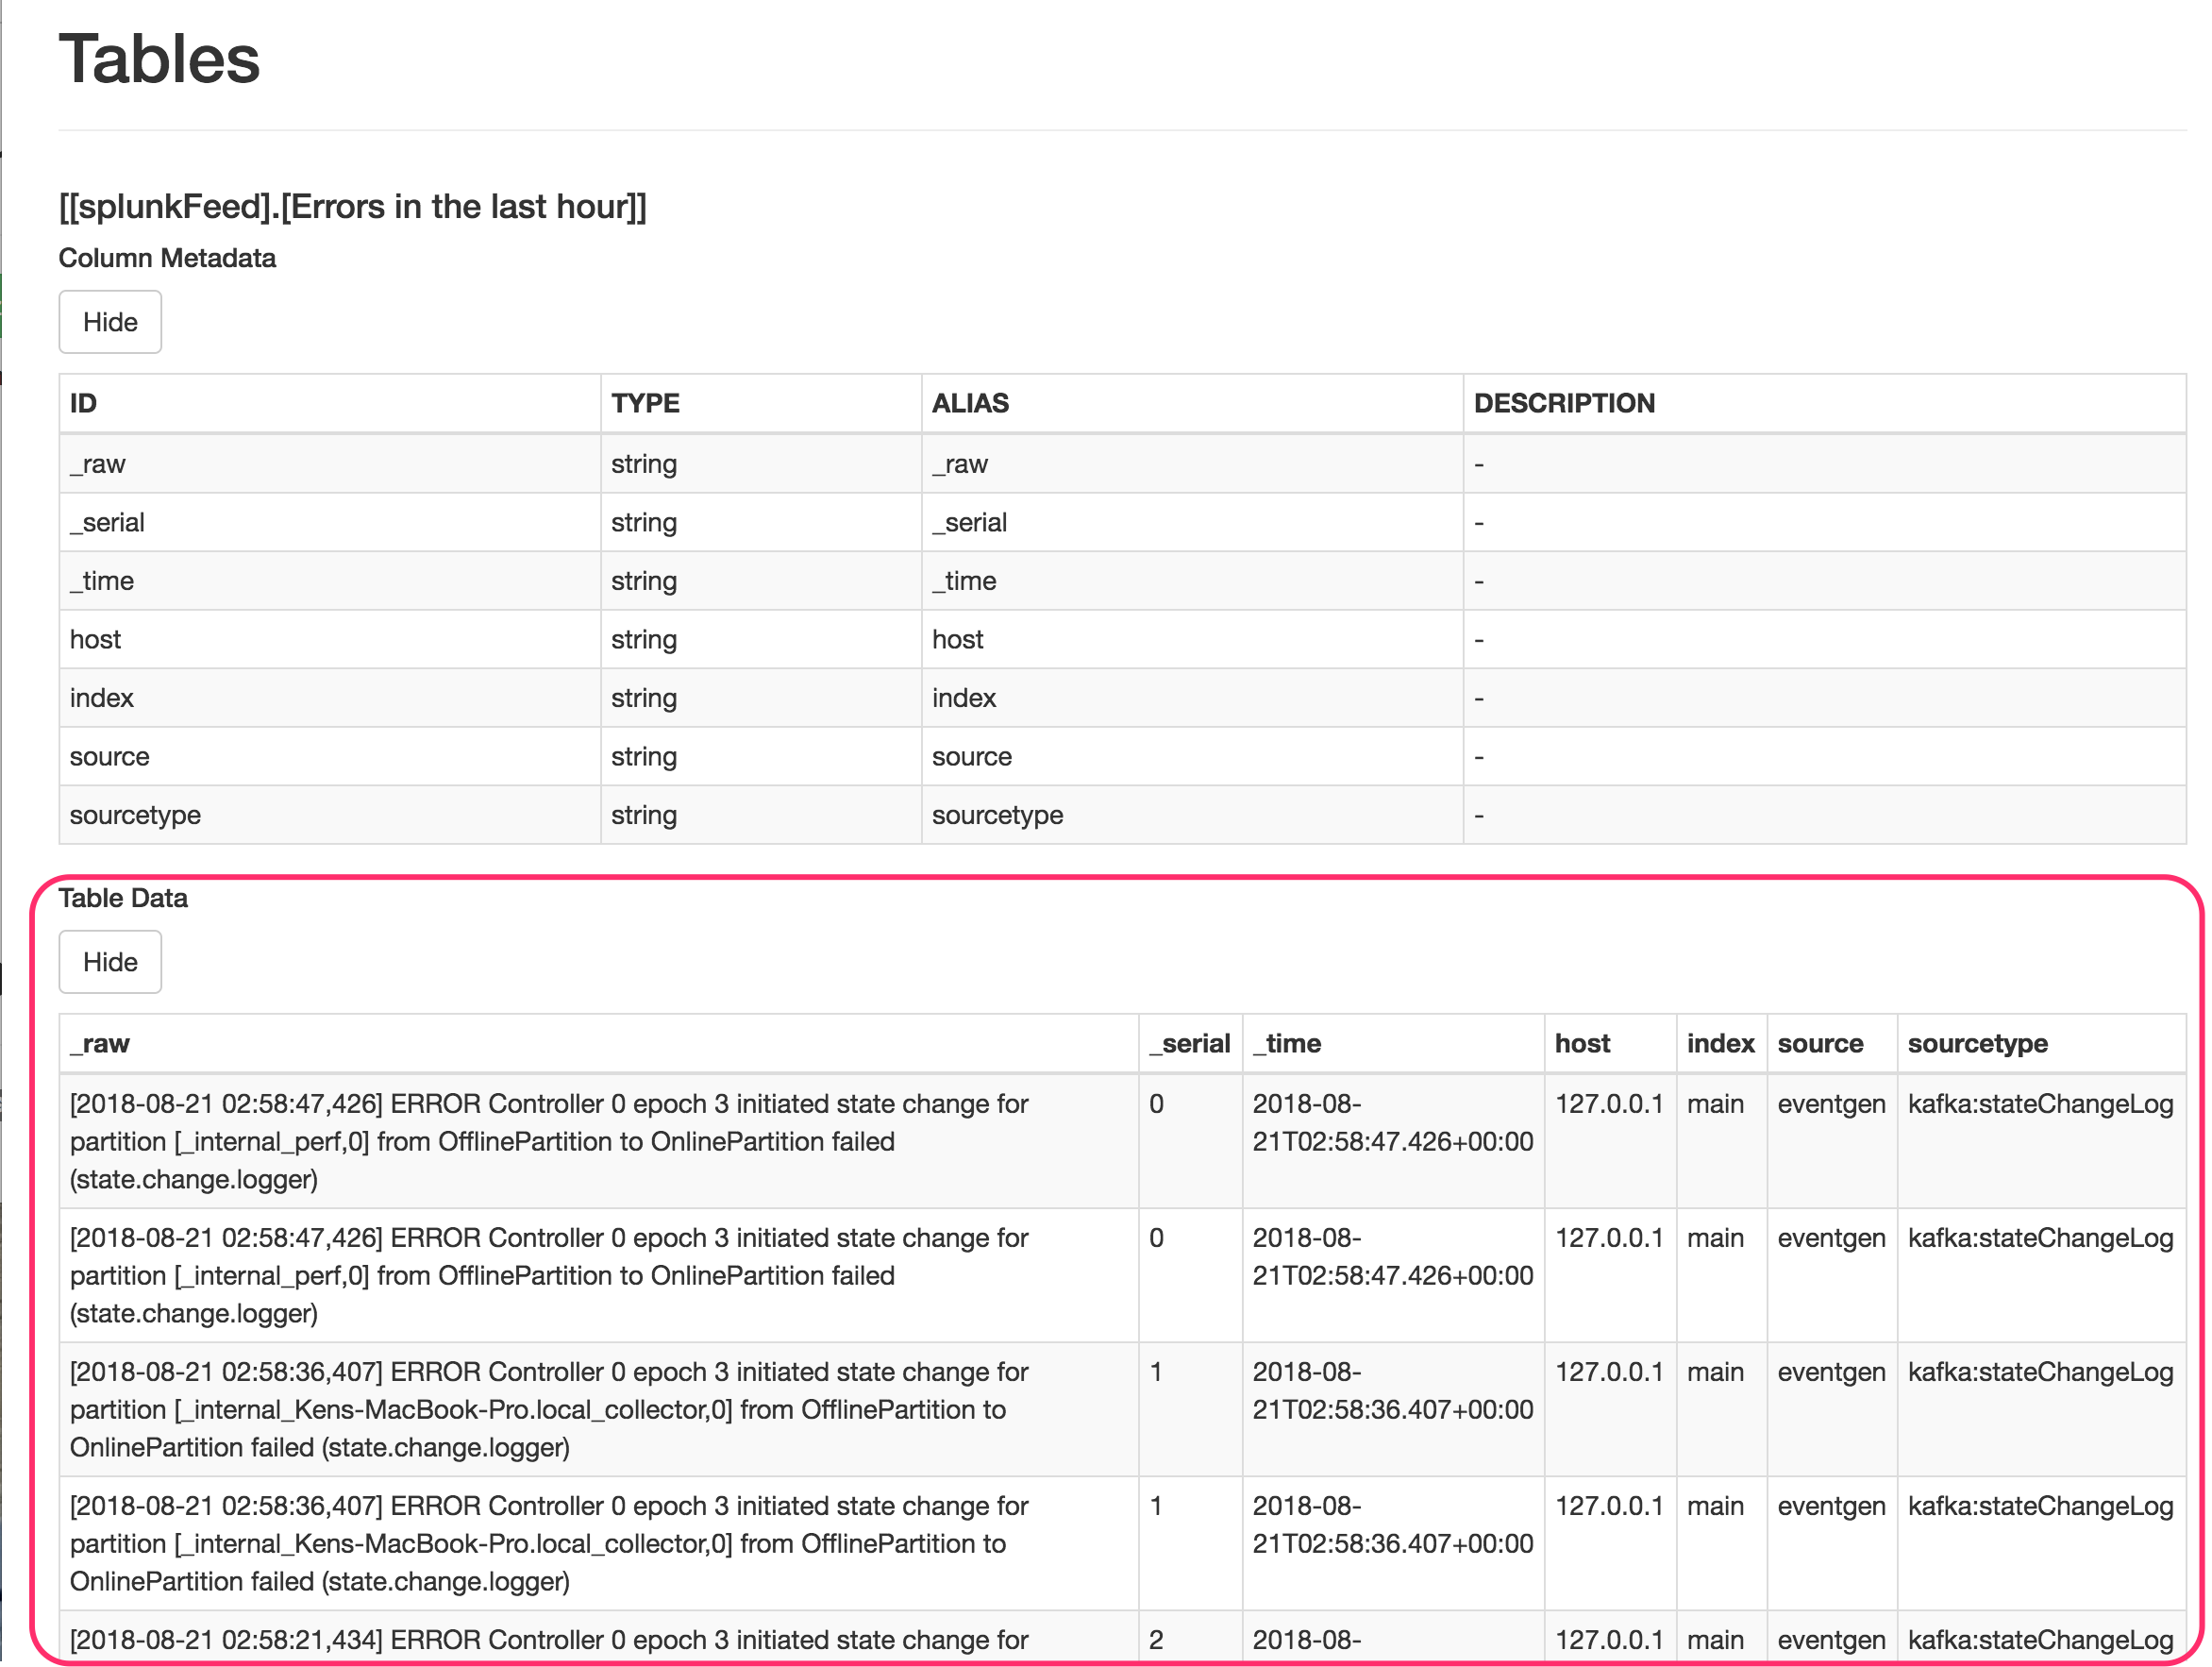 Tables
[[splunkFeed].[Errors in the last hour]]
Column Metadata
Hide
ID TYPE ALIAS DESCRIPTION
_raw string _raw -
_serial string _serial -
_time string _time -
host string host -
index string index -
source string source -
sourcetype string sourcetype -
Table Data
Hide
_raw _serial _time host index source sourcetype
[2018-08-21 02:58:47,426] ERROR Controller 0 epoch 3 initiated state change for 0 2018-08- 127.0.0.1 main eventgen kafka:stateChangeLog
partition [_internal_perf,0] from OfflinePartition to OnlinePartition failed 21T02:58:47.426+00:00
(state.change.logger)
[2018-08-21 02:58:47,426] ERROR Controller 0 epoch 3 initiated state change for 0 2018-08- 127.0.0.1 main eventgen kafka:stateChangeLog
partition [_internal_perf,0] from OfflinePartition to OnlinePartition failed 21T02:58:47.426+00:00
(state.change.logger)
[2018-08-21 02:58:36,407] ERROR Controller 0 epoch 3 initiated state change for 1 2018-08- 127.0.0.1 main eventgen kafka:stateChangeLog
partition [_internal_Kens-MacBook-Pro.local_collector,0] from OfflinePartition to 21T02:58:36.407+00:00
OnlinePartition failed (state.change.logger)
[2018-08-21 02:58:36,407] ERROR Controller 0 epoch 3 initiated state change for 1 2018-08- 127.0.0.1 main eventgen kafka:stateChangeLog
partition [_internal_Kens-MacBook-Pro.local_collector,0] from OfflinePartition to 21T02:58:36.407+00:00
OnlinePartition failed (state.change.logger)
[2018-08-21 02:58:21,434] ERROR Controller 0 epoch 3 initiated state change for 2 2018-08- 127.0.0.1 main eventgen kafka:stateChangeLog